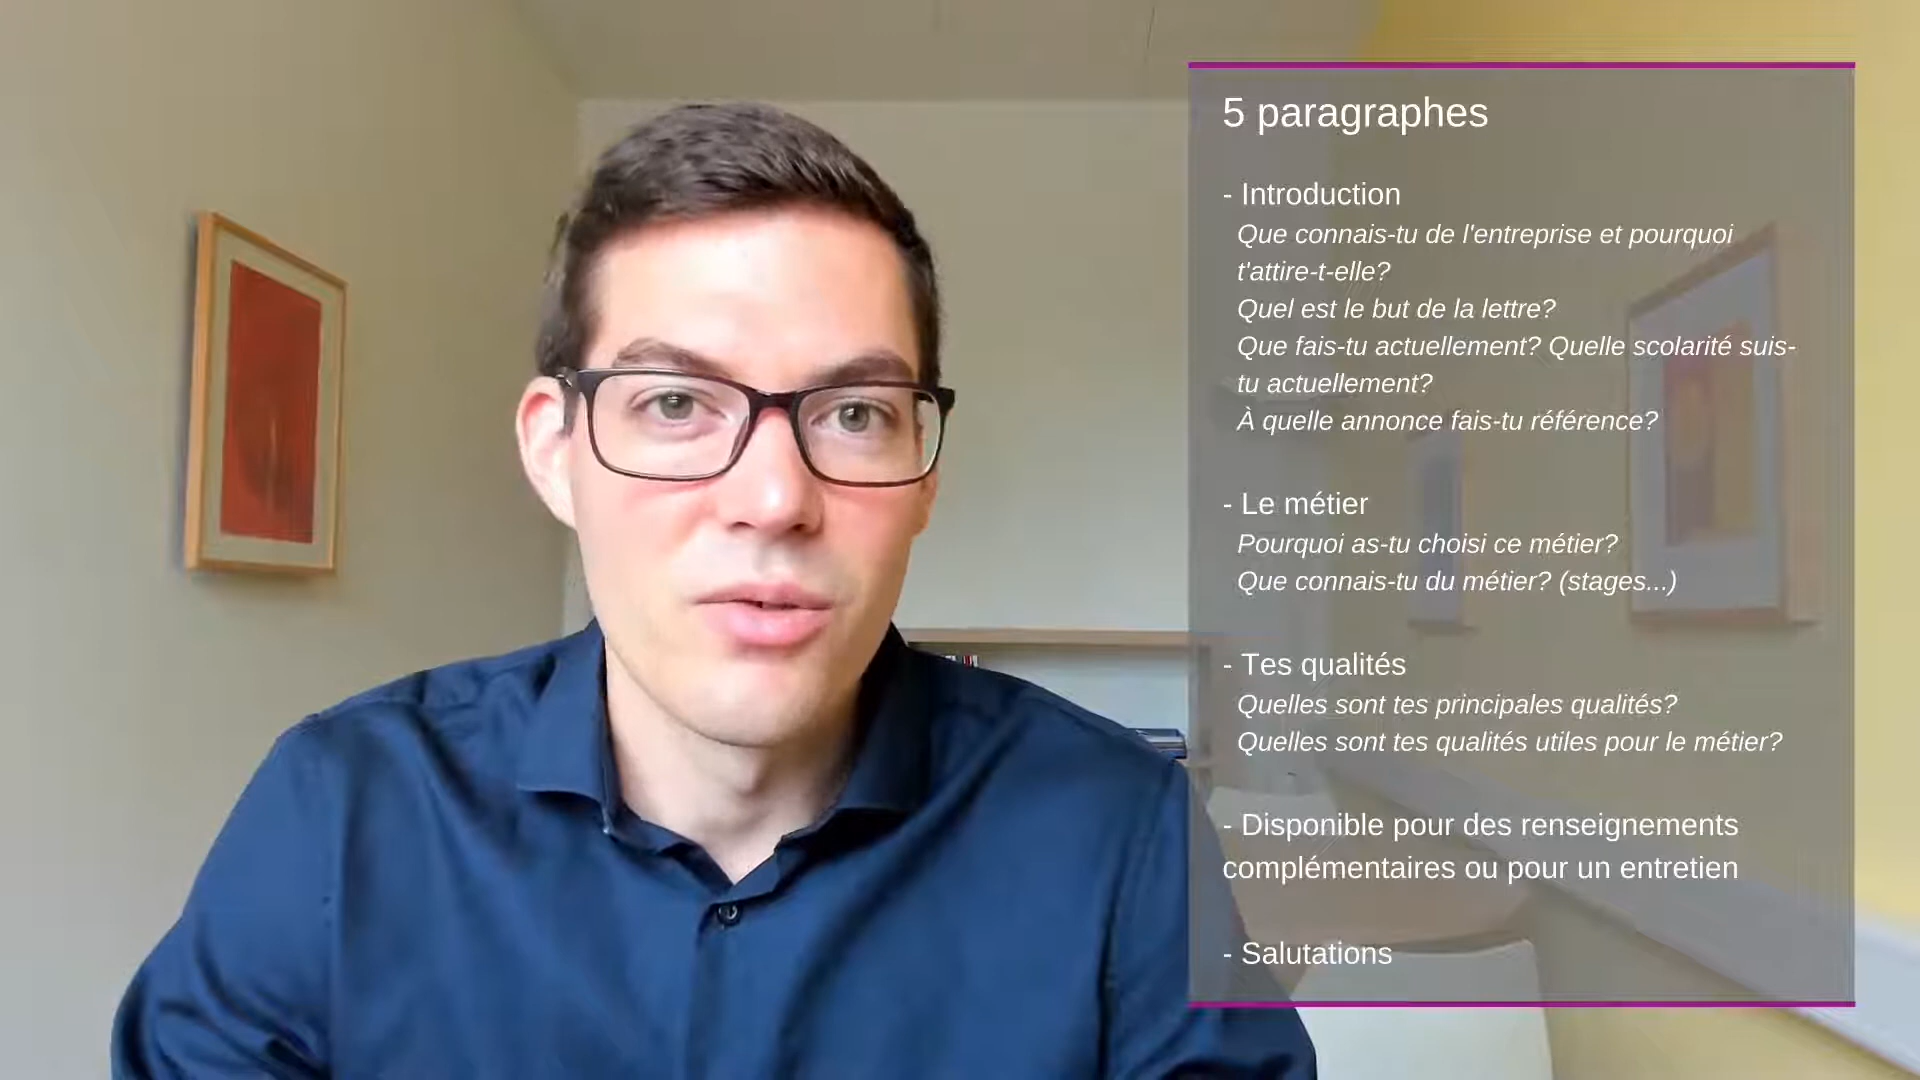 5 paragraphes
- Introduction
Que connais-tu de l'entreprise et pourquoi
t'attire-t-elle?
Quel est le but de la lettre?
Que fais-tu actuellement? Quelle scolarité suis-
tu actuellement?
À quelle annonce fais-tu référence?
- Le métier
Pourquoi as-tu choisi ce métier?
Que connais-tu du métier? (stages...)
- Tes qualités
Quelles sont tes principales qualités?
Quelles sont tes qualités utiles pour le métier?
- Disponible pour des renseignements
complémentaires ou pour un entretien
- Salutations